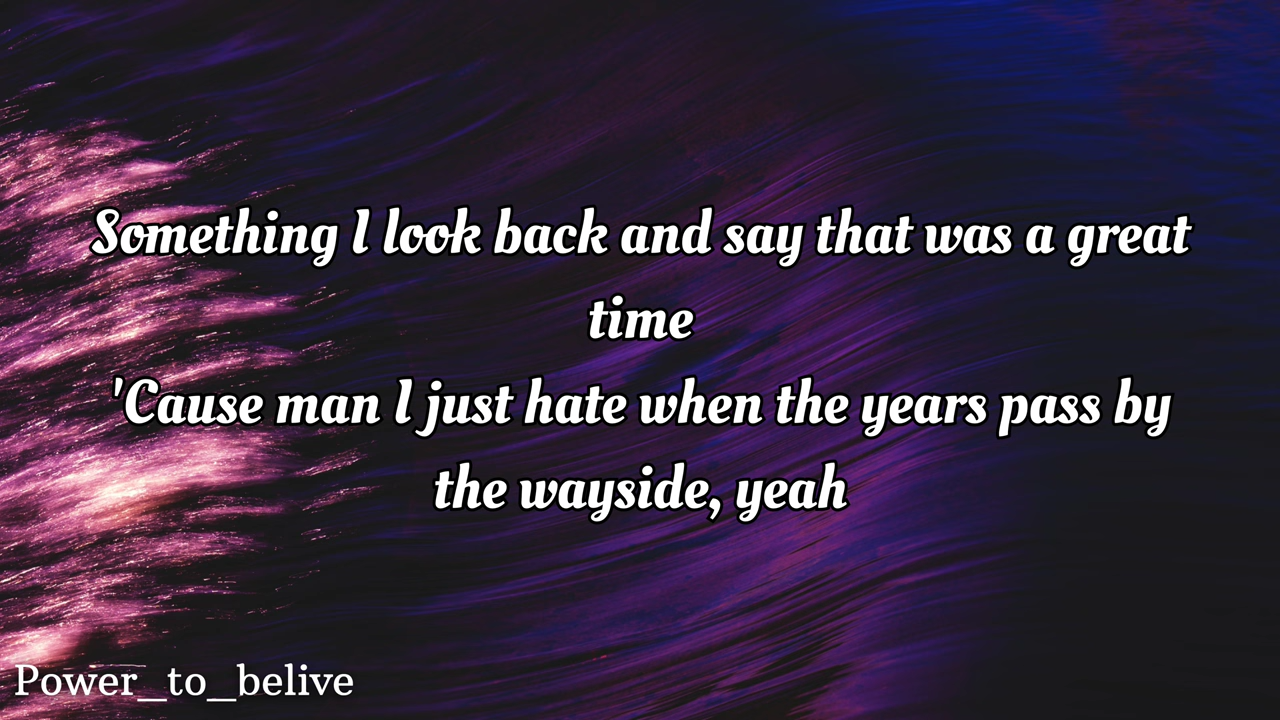 Something I look back and say that was a great
time
'Cause man I just hate when the years pass by
the wayside, yeah
Power_to_belive